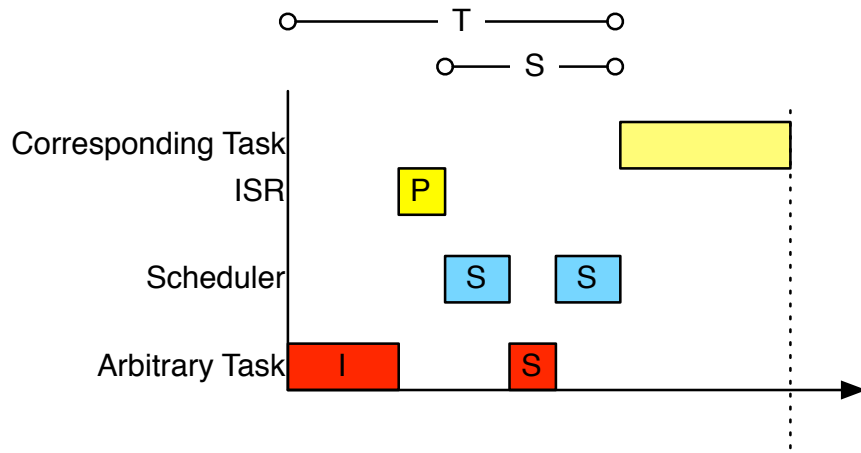 T
S
Corresponding Task
ISR P
Scheduler S S
Arbitrary Task I S